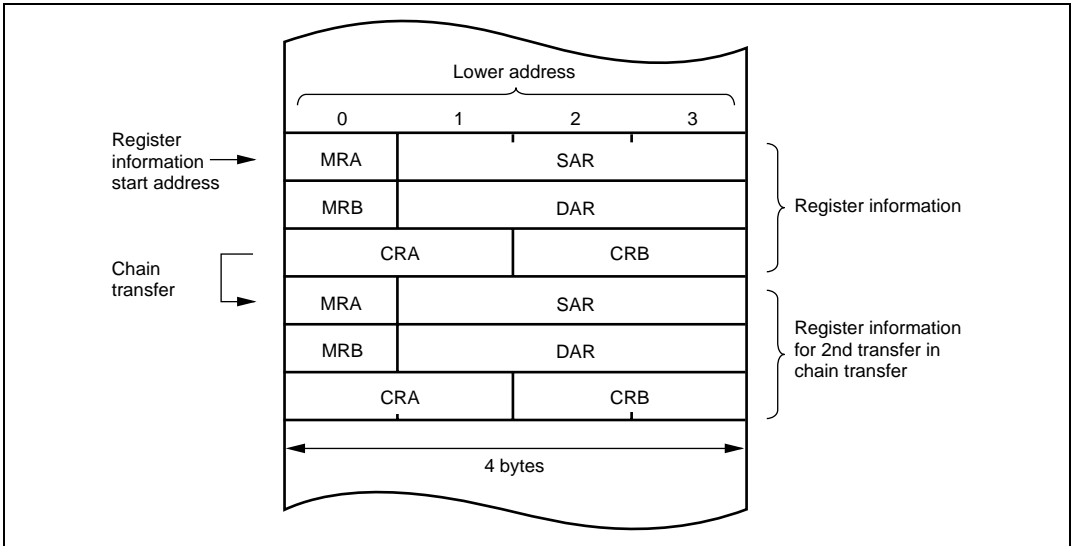 Lower address
0 1 2 3
Register
information
start address
MRA SAR
MRB DAR
Register information
CRA CRB
Chain
transfer
MRA SAR
MRB DAR
Register information
for 2nd transfer in
chain transfer
CRA CRB
4 bytes